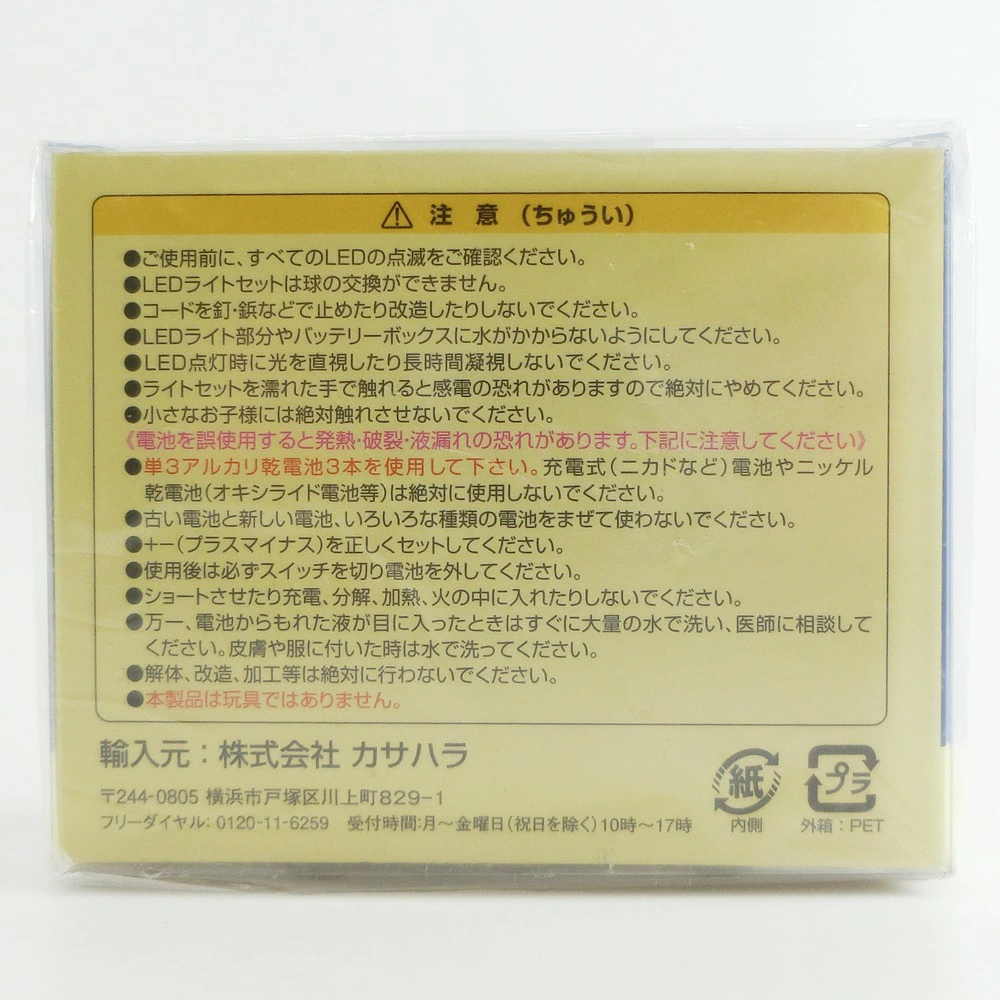 ⚠ 注 意 (ちゅうい)
●ご使用前に、すべてのLEDの点滅をご確認ください。
●LEDライトセットは球の交換ができません。
●コードを釘・鋲などで止めたり改造したりしないでください。
●LEDライト部分やバッテリーボックスに水がかからないようにしてください。
●LED点灯時に光を直視したり長時間凝視しないでください。
●ライトセットを濡れた手で触れると感電の恐れがありますので絶対にやめてください。
●小さなお子様には絶対触れさせないでください。
《電池を誤使用すると発熱・破裂・液漏れの恐れがあります。下記に注意してください》
●単3アルカリ乾電池3本を使用して下さい。充電式(ニカドなど)電池やニッケル
乾電池(オキシライド電池等)は絶対に使用しないでください。
●古い電池と新しい電池、いろいろな種類の電池をまぜて使わないでください。
●+−(プラスマイナス)を正しくセットしてください。
●使用後は必ずスイッチを切り電池を外してください。
●ショートさせたり充電、分解、加熱、火の中に入れたりしないでください。
●万一、電池からもれた液が目に入ったときはすぐに大量の水で洗い、医師に相談して
ください。皮膚や服に付いた時は水で洗ってください。
●解体、改造、加工等は絶対に行わないでください。
●本製品は玩具ではありません。
輸入元：株式会社 カサハラ
〒244-0805 横浜市戸塚区川上町829-1
フリーダイヤル：0120-11-6259 受付時間：月〜金曜日(祝日を除く)10時〜17時
紙 プラ
内側 外箱：PET